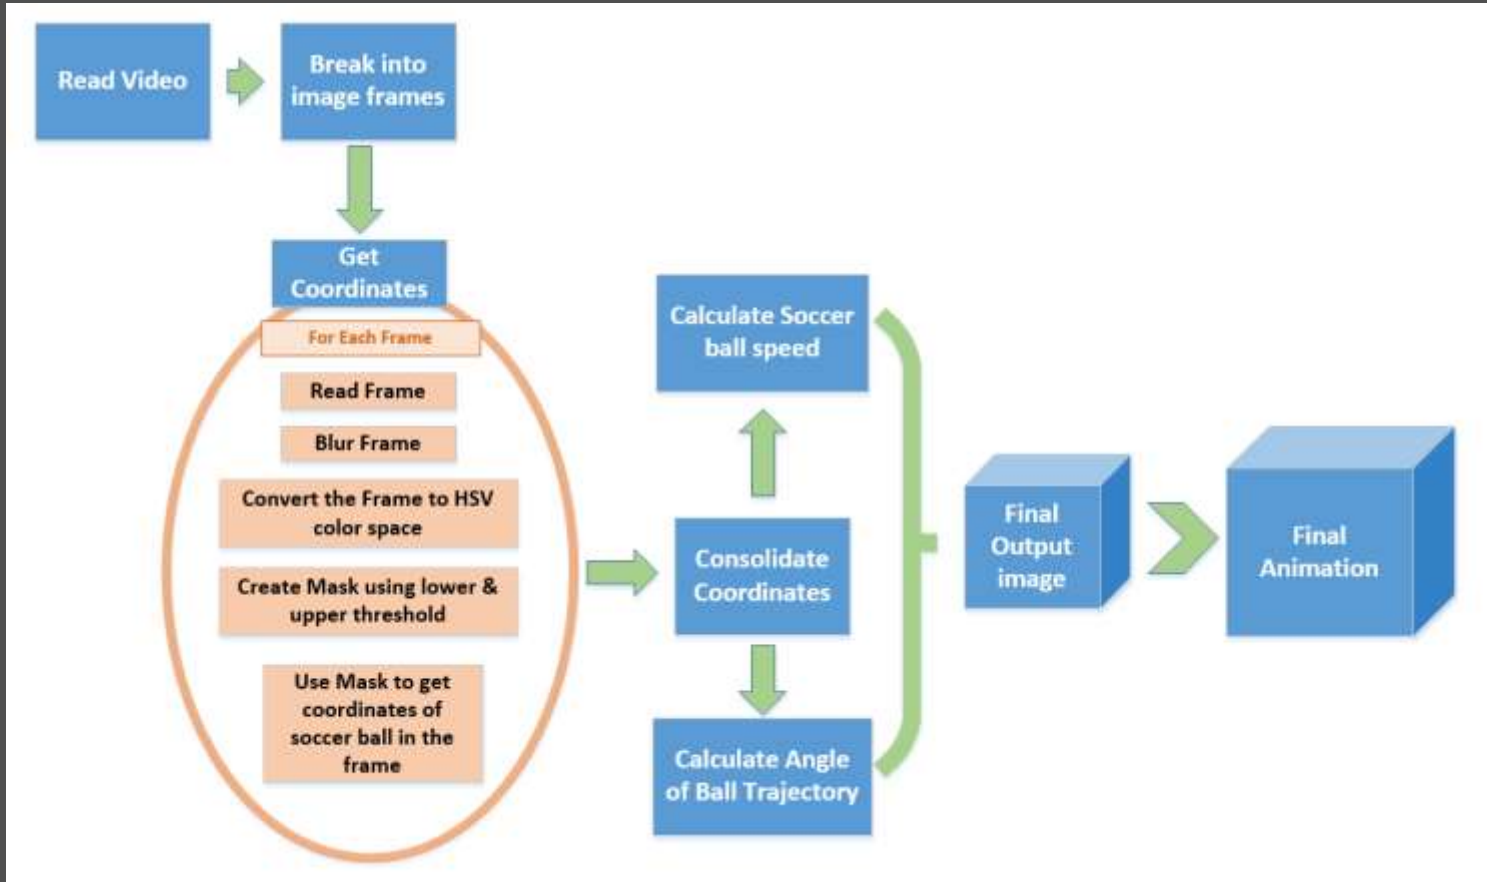 Read Video
Break into
image frames
Get
Coordinates
For Each Frame
Read Frame
Blur Frame
Convert the Frame to HSV
color space
Create Mask using lower &
upper threshold
Use Mask to get
coordinates of
soccer ball in the
frame
Consolidate
Coordinates
Calculate Soccer
ball speed
Calculate Angle
of Ball Trajectory
Final
Output
image
Final
Animation